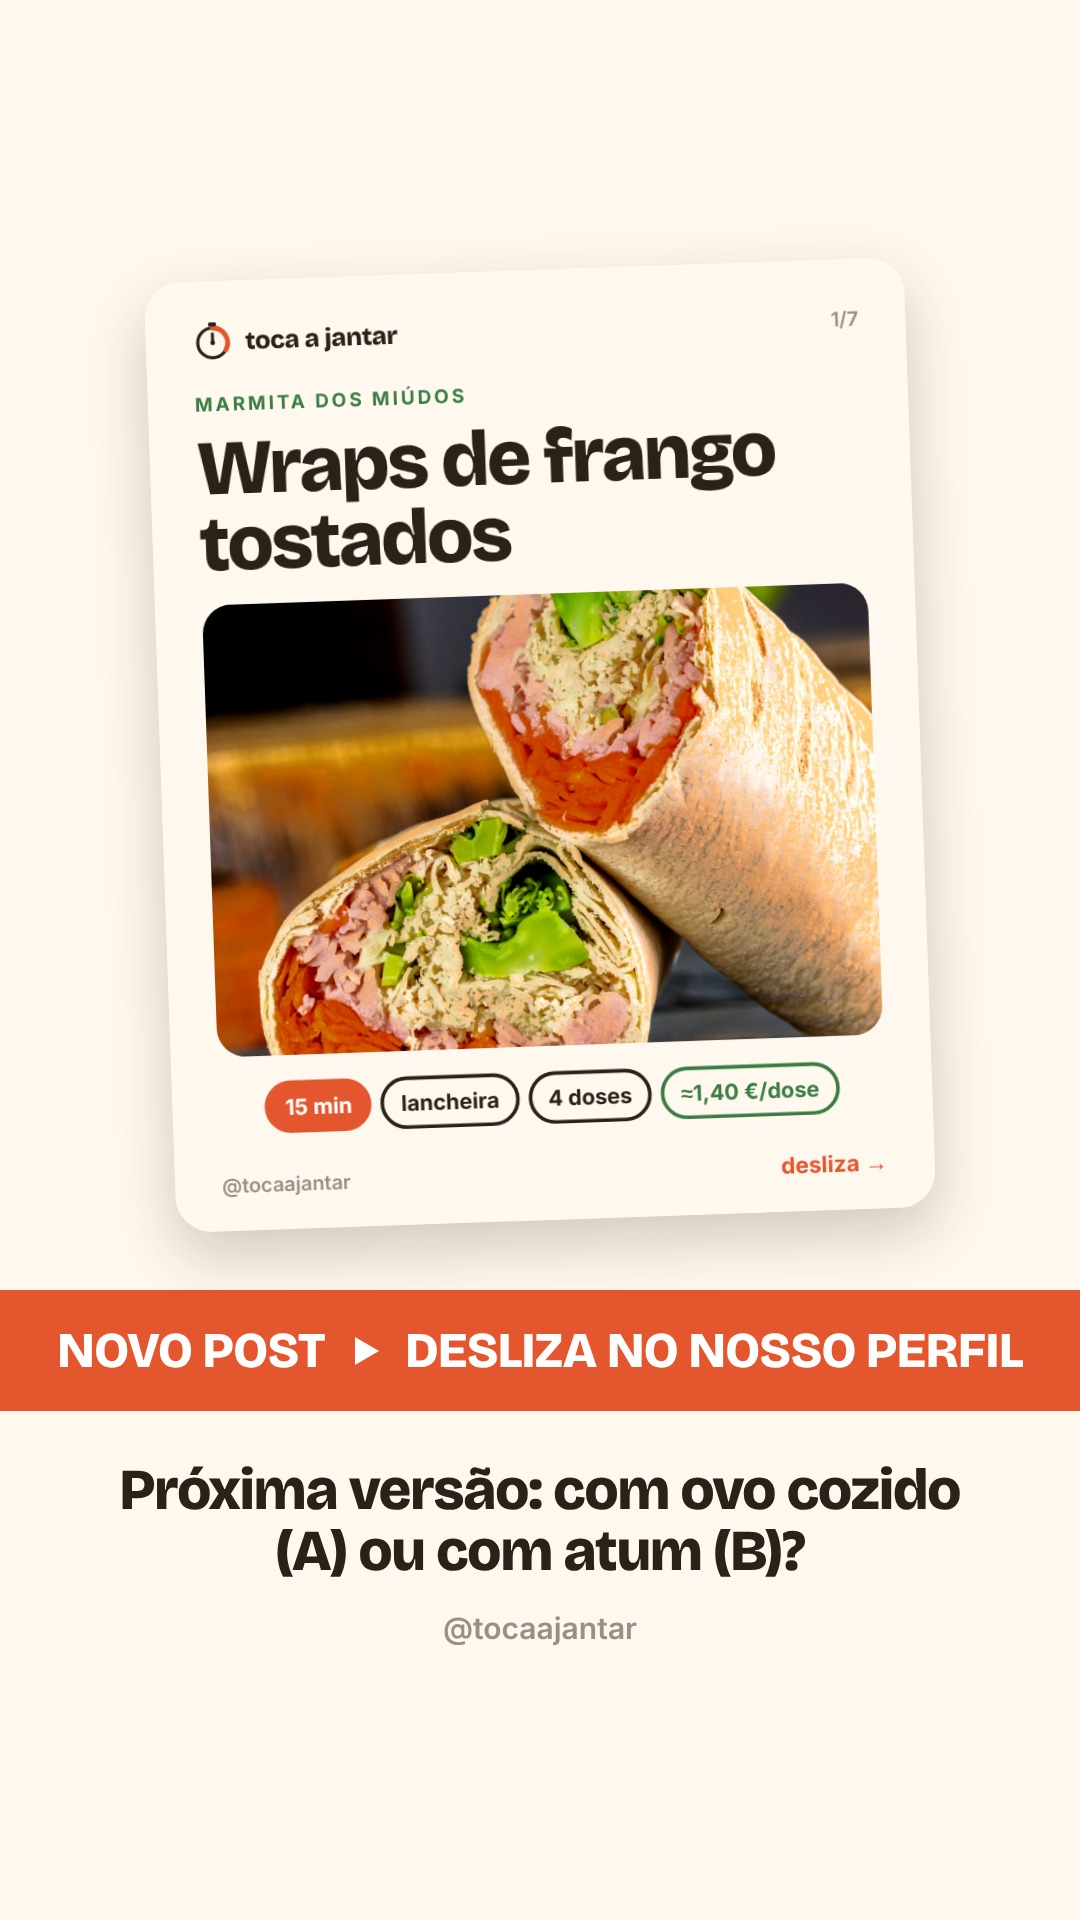 toca a jantar
1/7
MARMITA DOS MIÚDOS
Wraps de frango
tostados
15 min
lancheira
4 doses
≈1,40 €/dose
@tocaajantar
desliza →
NOVO POST ▶ DESLIZA NO NOSSO PERFIL
Próxima versão: com ovo cozido
(A) ou com atum (B)?
@tocaajantar